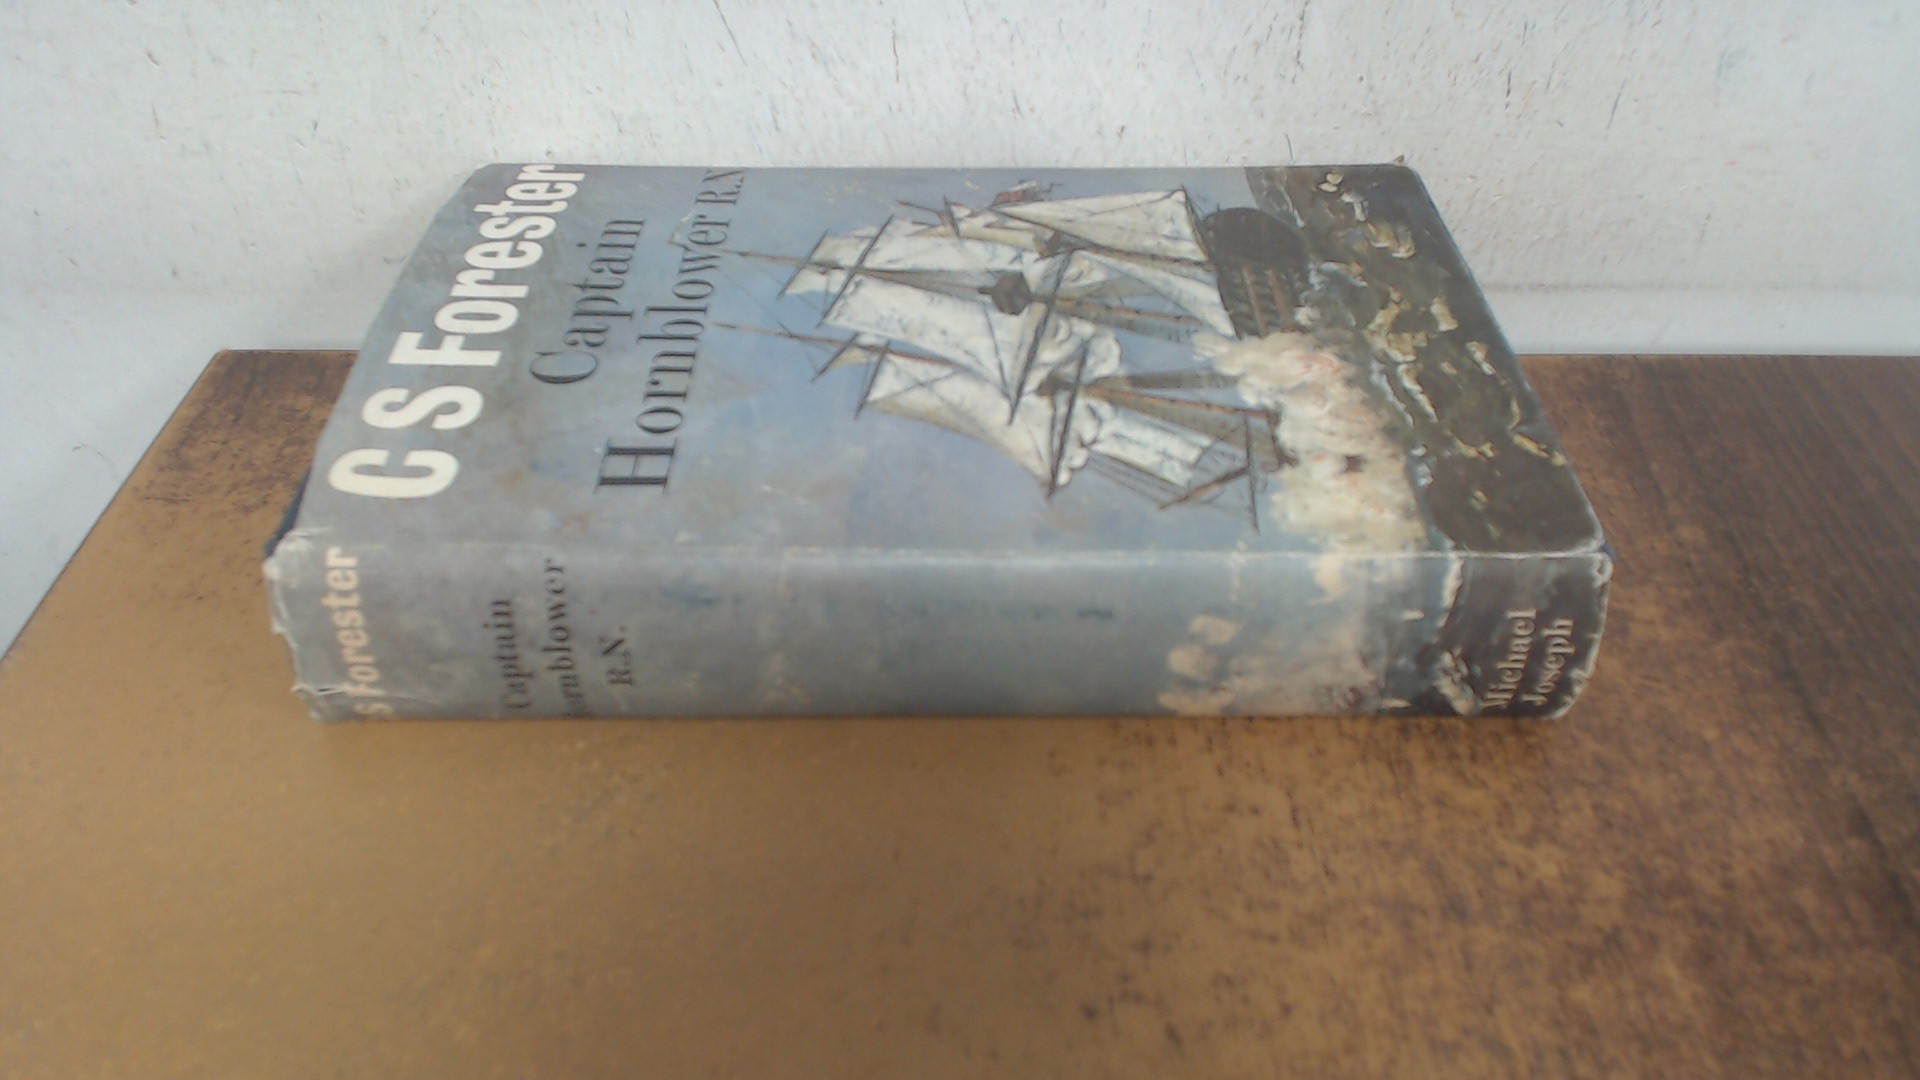 C S Forester
Captain
Hornblower R.N
S Forester
Captain
Hornblower
R.N.
Michael
Joseph